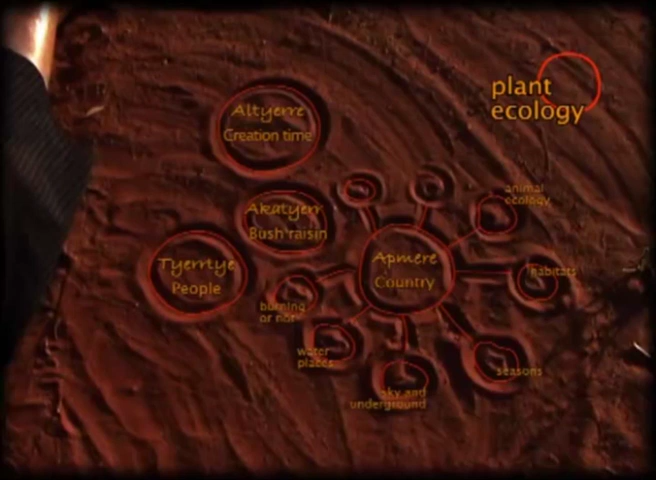 plant
ecology
Altyerre
Creation time
animal
ecology
Akatyerr
Bush raisin
Apmere
Country
Tyerrtye
People
habitats
burning
or not
water
places
seasons
sky and
underground